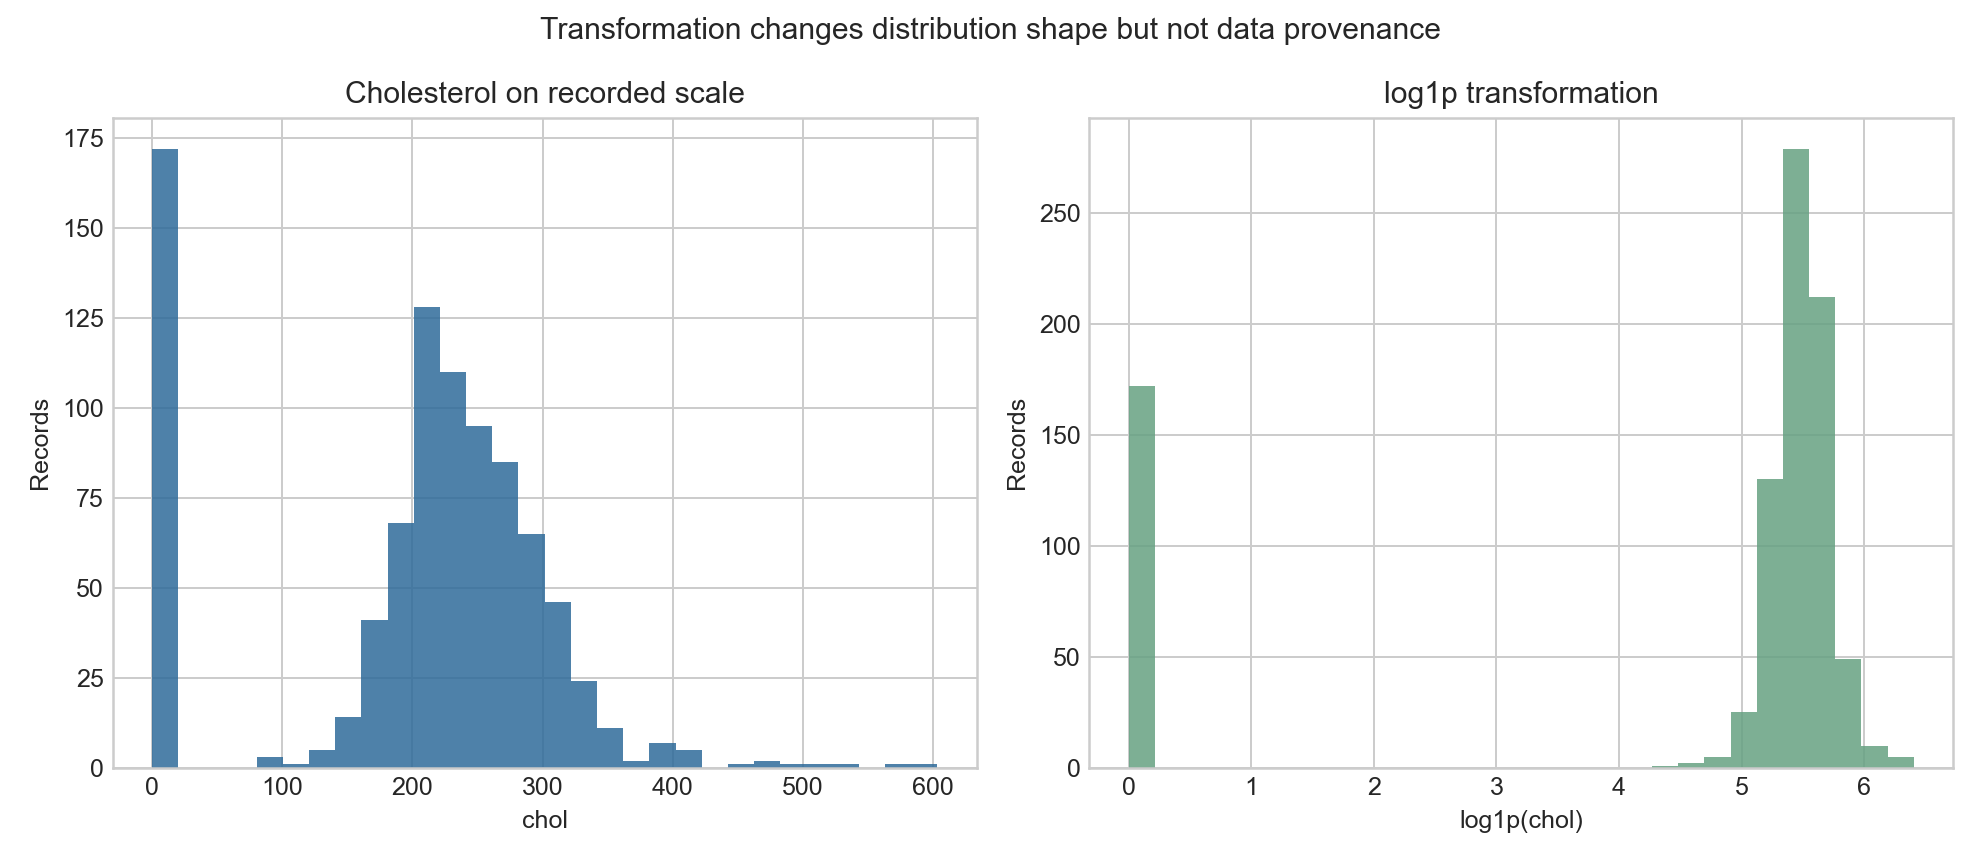 Transformation changes distribution shape but not data provenance
Cholesterol on recorded scale
175
150
125
100
75
50
25
0
Records
0 100 200 300 400 500 600
chol
log1p transformation
250
200
150
100
50
0
Records
0 1 2 3 4 5 6
log1p(chol)